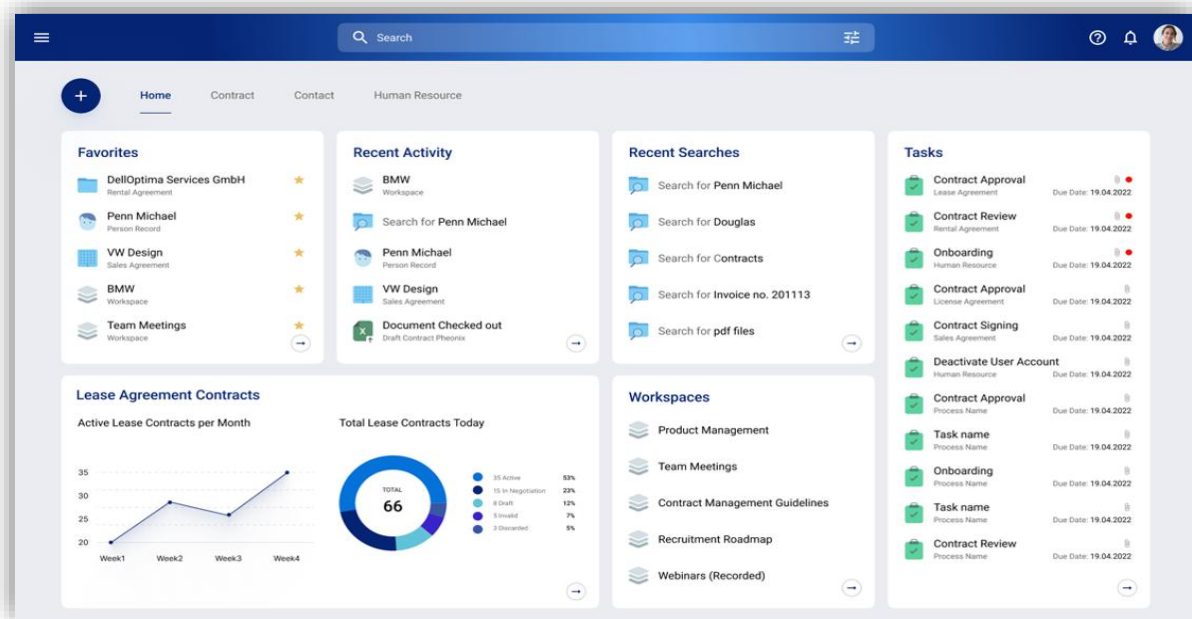 Search
Home Contract Contact Human Resource
Favorites
DellOptima Services GmbH
Rental Agreement
Penn Michael
Person Record
VW Design
Sales Agreement
BMW
Workspace
Team Meetings
Workspace
Recent Activity
BMW
Workspace
Search for Penn Michael
Penn Michael
Person Record
VW Design
Sales Agreement
Document Checked out
Draft Contract Pheonix
Recent Searches
Search for Penn Michael
Search for Douglas
Search for Contracts
Search for Invoice no. 201113
Search for pdf files
Tasks
Contract Approval
Lease Agreement Due Date: 19.04.2022
Contract Review
Rental Agreement Due Date: 19.04.2022
Onboarding
Human Resource Due Date: 19.04.2022
Contract Approval
License Agreement Due Date: 19.04.2022
Contract Signing
Sales Agreement Due Date: 19.04.2022
Deactivate User Account
Human Resource Due Date: 19.04.2022
Contract Approval
Process Name Due Date: 19.04.2022
Task name
Process Name Due Date: 19.04.2022
Onboarding
Process Name Due Date: 19.04.2022
Task name
Process Name Due Date: 19.04.2022
Contract Review
Process Name Due Date: 19.04.2022
Lease Agreement Contracts
Active Lease Contracts per Month
35
30
25
20
Week1 Week2 Week3 Week4
Total Lease Contracts Today
TOTAL
66
35 Active 53%
15 In Negotiation 23%
8 Draft 12%
5 Invalid 7%
3 Discarded 5%
Workspaces
Product Management
Team Meetings
Contract Management Guidelines
Recruitment Roadmap
Webinars (Recorded)